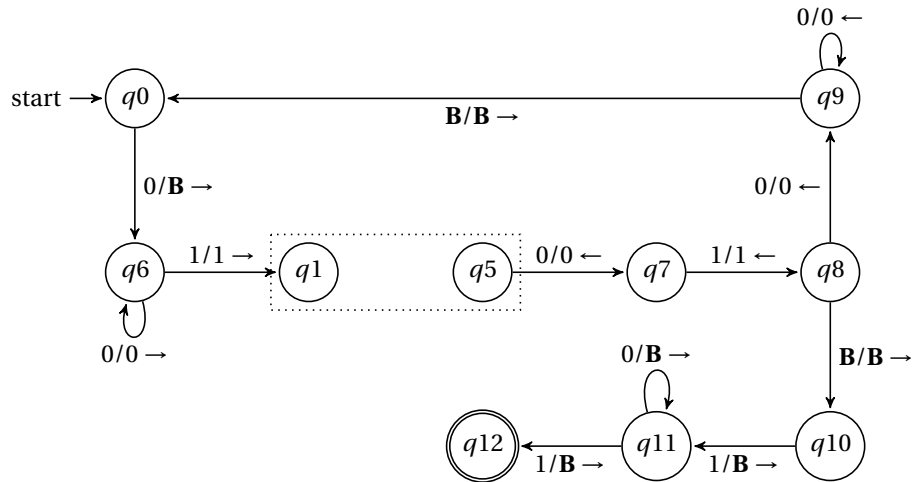 0/0 ←
start q0 q9
B/B →
0/B → 0/0 ←
1/1 → 0/0 ← 1/1 ←
q6 q1 q5 q7 q8
0/0 → 0/B → B/B →
q12 q11 q10
1/B → 1/B →